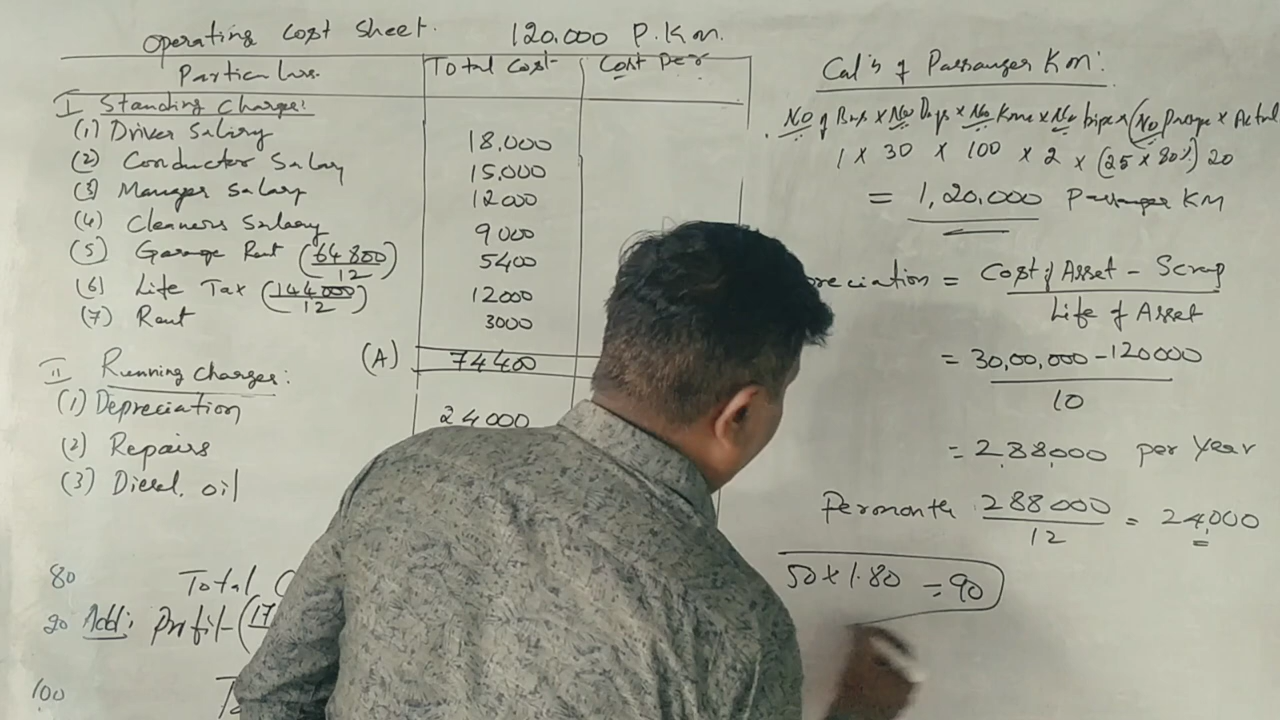 Operating Cost Sheet. 120,000 P.Km.
Particulars. Total Cost Cost Per
I Standing Charges:
(1) Driver Salary 18,000
(2) Conductor Salary 15,000
(3) Manager Salary 12000
(4) Cleaners Salary 9000
(5) Garage Rent (64800/12) 5400
(6) Life Tax (144000/12) 12000
(7) Rent 3000
(A) 74400
II Running Charges:
(1) Depreciation 24000
(2) Repairs
(3) Diesel oil
80 Total
20 Add: Profit (17
100
Cal's of Passanger Km:
No of Bus x No Days x No Kms x No trips x (No Passage x Actual
1 x 30 x 100 x 2 x (25 x 80%) 20
= 1,20,000 Passenger KM
reciation = Cost of Asset - Scrap
Life of Asset
= 30,00,000 - 120000
10
= 2,88,000 per year
Per month 288000/12 = 24,000
50 x 1.80 = 90